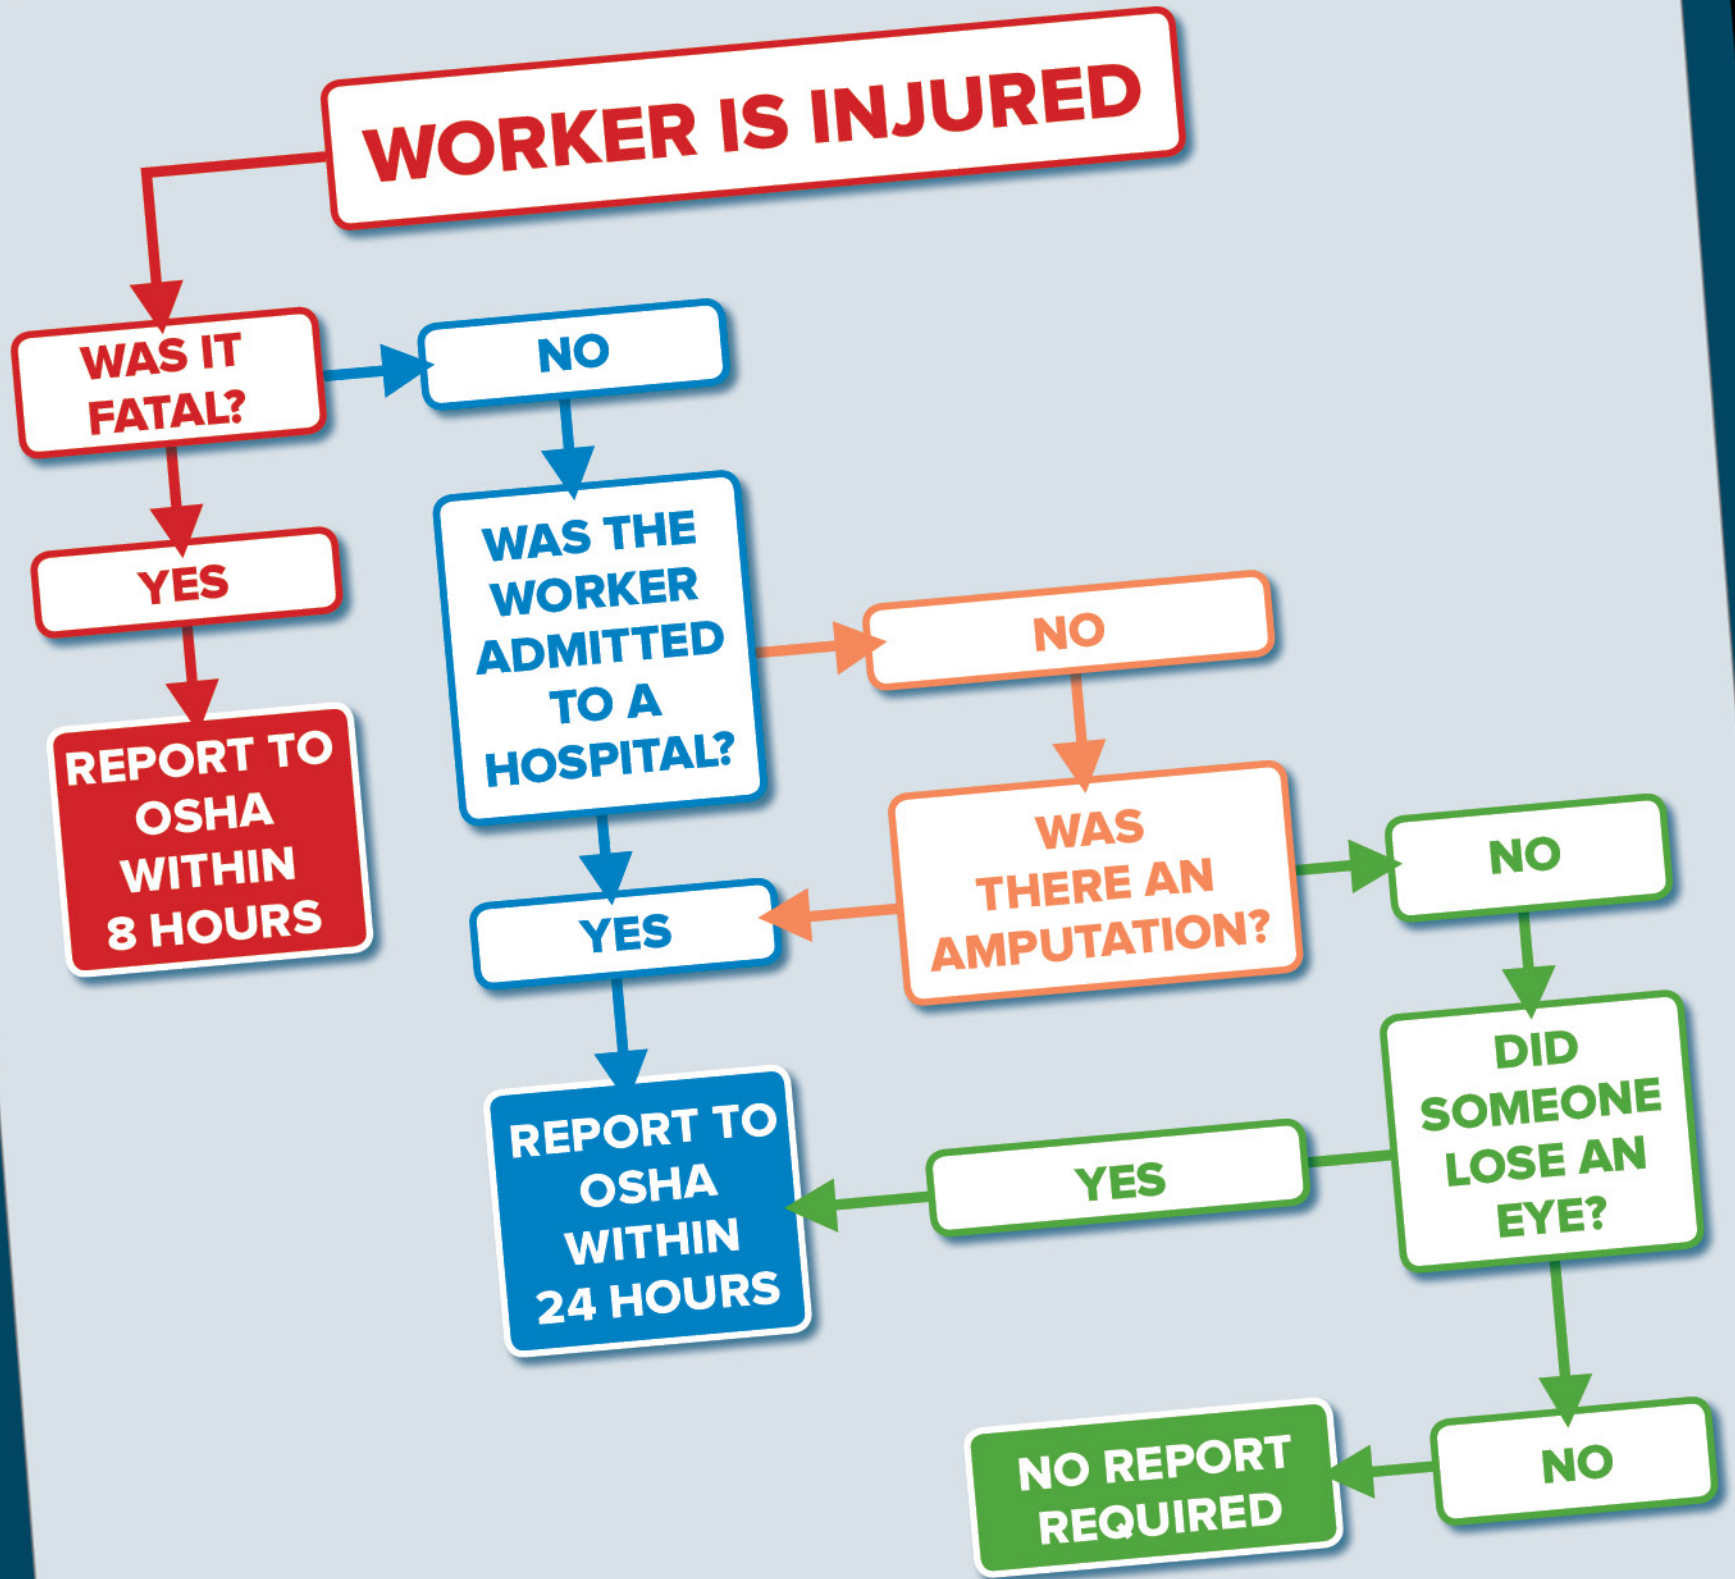 WORKER IS INJURED
WAS IT
FATAL?
NO
YES
REPORT TO
OSHA
WITHIN
8 HOURS
WAS THE
WORKER
ADMITTED
TO A
HOSPITAL?
NO
YES
WAS
THERE AN
AMPUTATION?
NO
REPORT TO
OSHA
WITHIN
24 HOURS
YES
DID
SOMEONE
LOSE AN
EYE?
NO
NO REPORT
REQUIRED